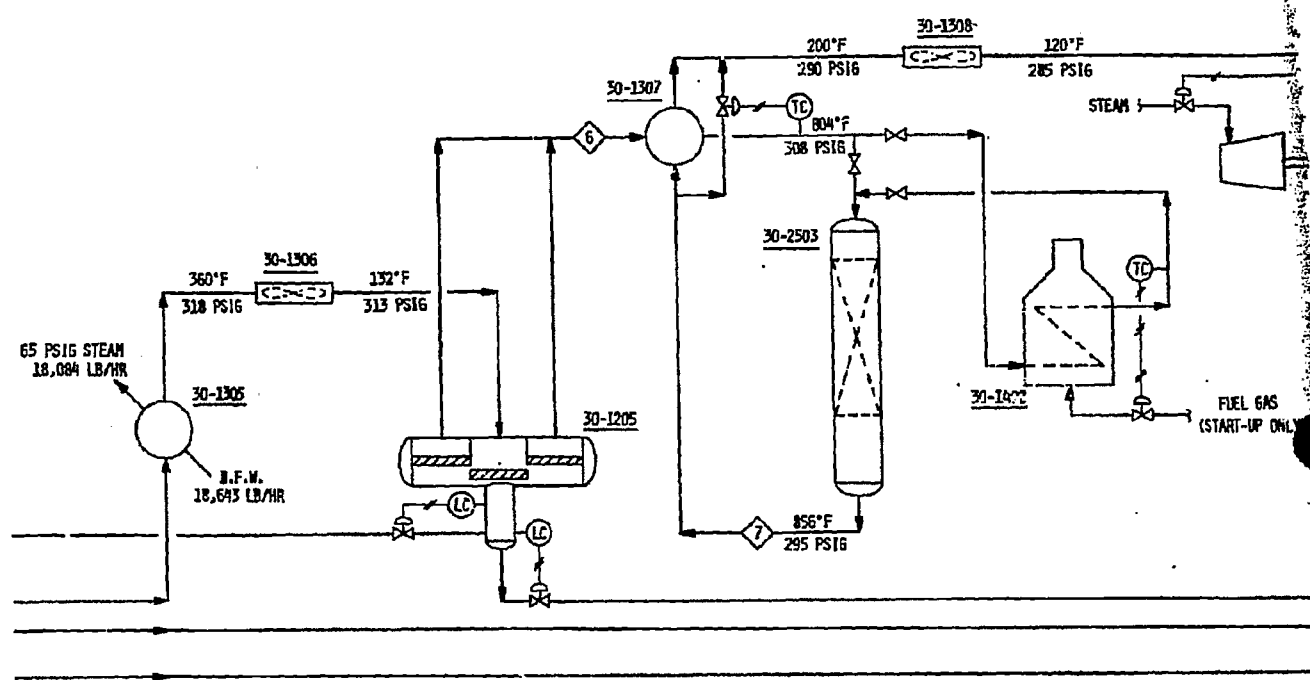 30-1308
200°F
290 PSIG
120°F
285 PSIG
30-1307
TC
STEAM
804°F
308 PSIG
6
30-2503
30-1306
360°F
318 PSIG
132°F
313 PSIG
TC
65 PSIG STEAM
18,084 LB/HR
30-1305
30-1205
FUEL GAS
(START-UP ONLY
B.F.W.
18,643 LB/HR
LC
LC
7
856°F
295 PSIG